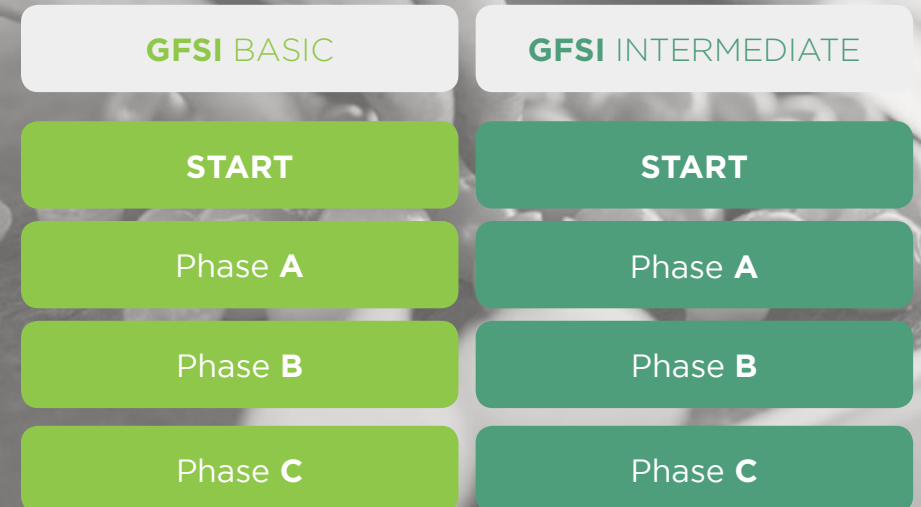 GFSI BASIC
GFSI INTERMEDIATE
START
START
Phase A
Phase A
Phase B
Phase B
Phase C
Phase C